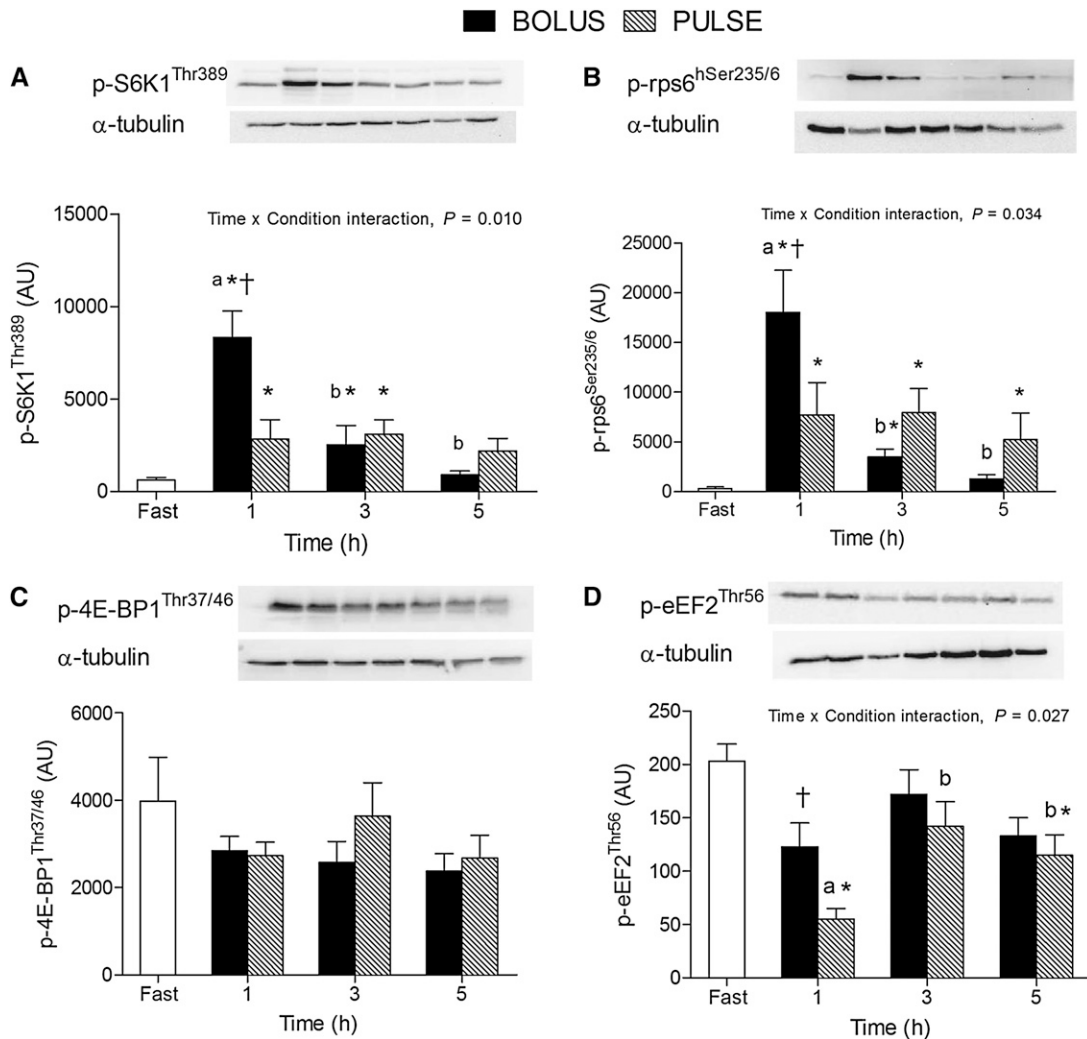 BOLUS PULSE
A
p-S6K1Thr389
α-tubulin
15000
10000
5000
0
p-S6K1Thr389 (AU)
Time x Condition interaction, P = 0.010
a*†
*
b*
*
b
Fast 1 3 5
Time (h)
B
p-rps6hSer235/6
α-tubulin
25000
20000
15000
10000
5000
0
p-rps6Ser235/6 (AU)
Time x Condition interaction, P = 0.034
a*†
*
b*
*
b
*
Fast 1 3 5
Time (h)
C
p-4E-BP1Thr37/46
α-tubulin
6000
4000
2000
0
p-4E-BP1Thr37/46 (AU)
Fast 1 3 5
Time (h)
D
p-eEF2Thr56
α-tubulin
250
200
150
100
50
0
p-eEF2Thr56 (AU)
Time x Condition interaction, P = 0.027
†
a*
b
b*
Fast 1 3 5
Time (h)